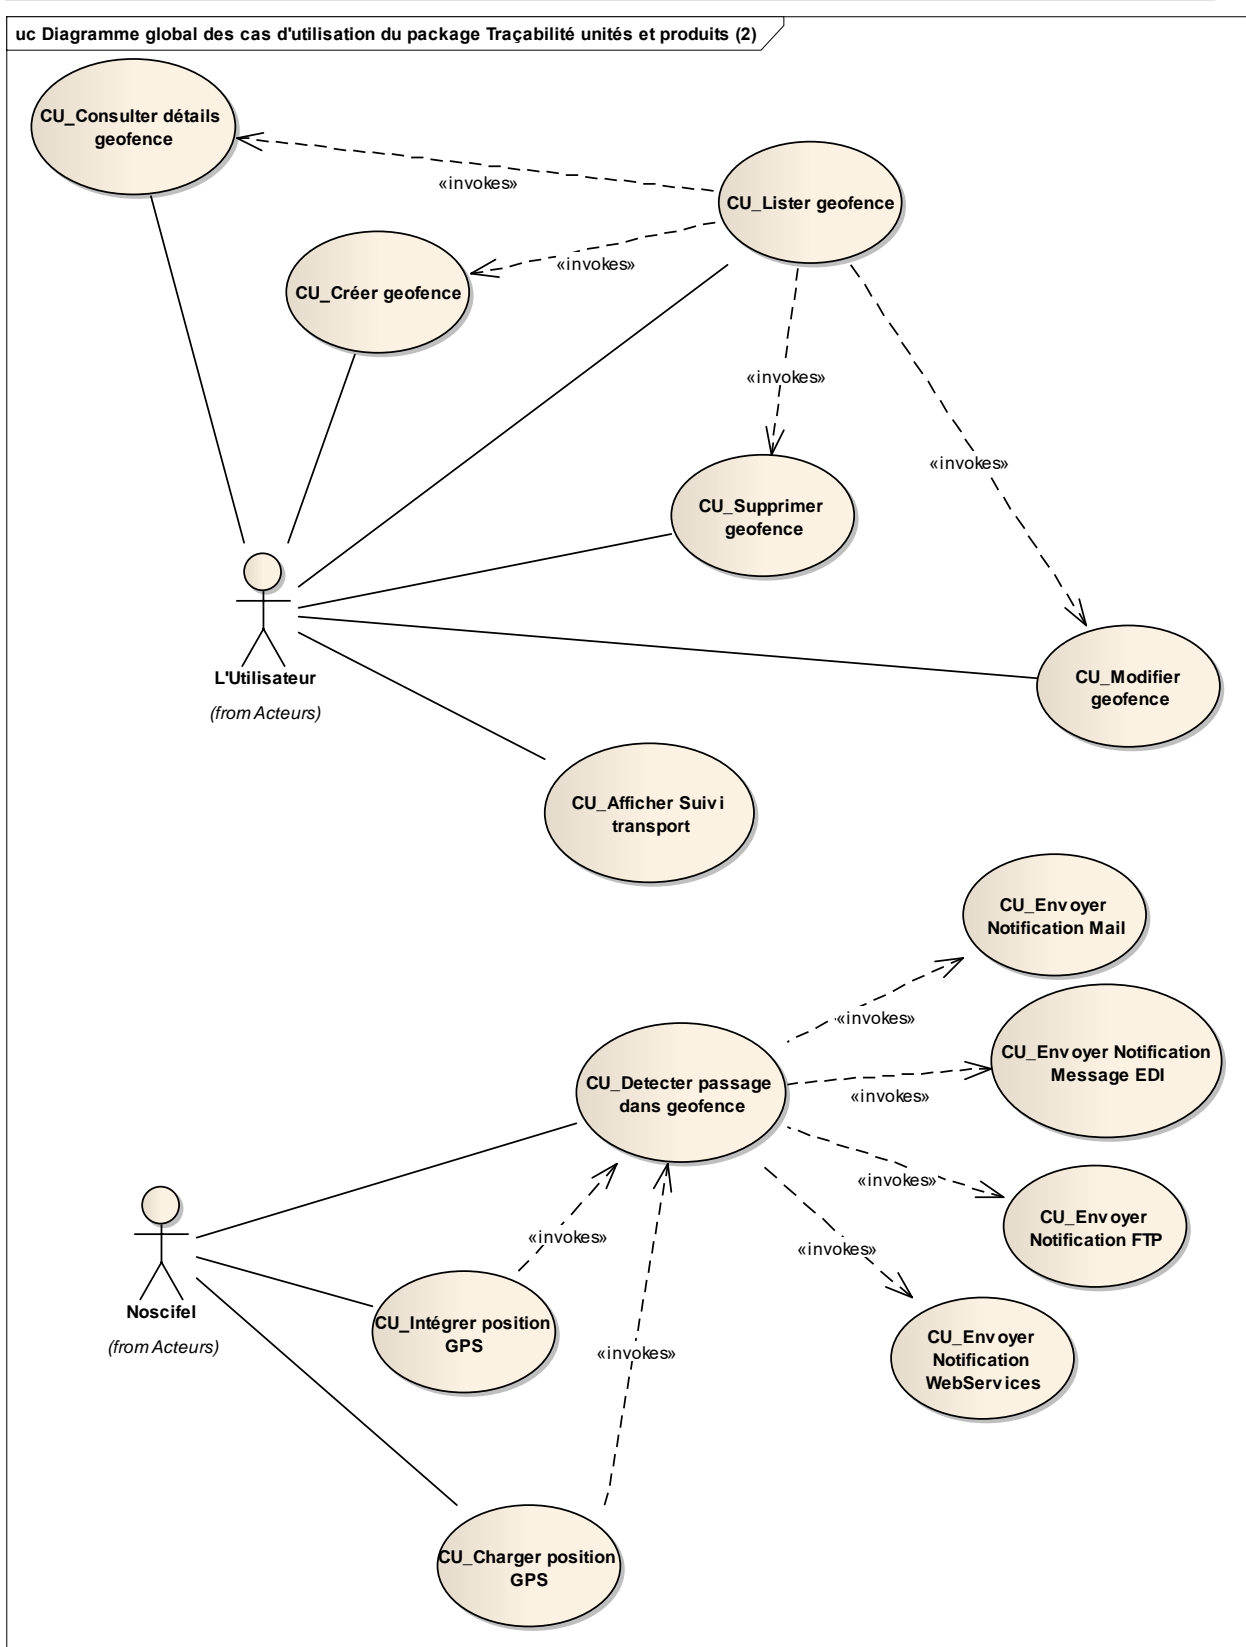 uc Diagramme global des cas d'utilisation du package Traçabilité unités et produits (2)
CU_Consulter détails
geofence
«invokes»
CU_Lister geofence
«invokes»
CU_Créer geofence
«invokes»
«invokes»
CU_Supprimer
geofence
L'Utilisateur
(from Acteurs)
CU_Modifier
geofence
CU_Afficher Suivi
transport
CU_Envoyer
Notification Mail
«invokes»
CU_Envoyer Notification
Message EDI
CU_Detecter passage
dans geofence
«invokes»
«invokes»
CU_Envoyer
Notification FTP
«invokes»
«invokes»
Noscifel
(from Acteurs)
CU_Intégrer position
GPS
«invokes»
CU_Envoyer
Notification
WebServices
CU_Charger position
GPS